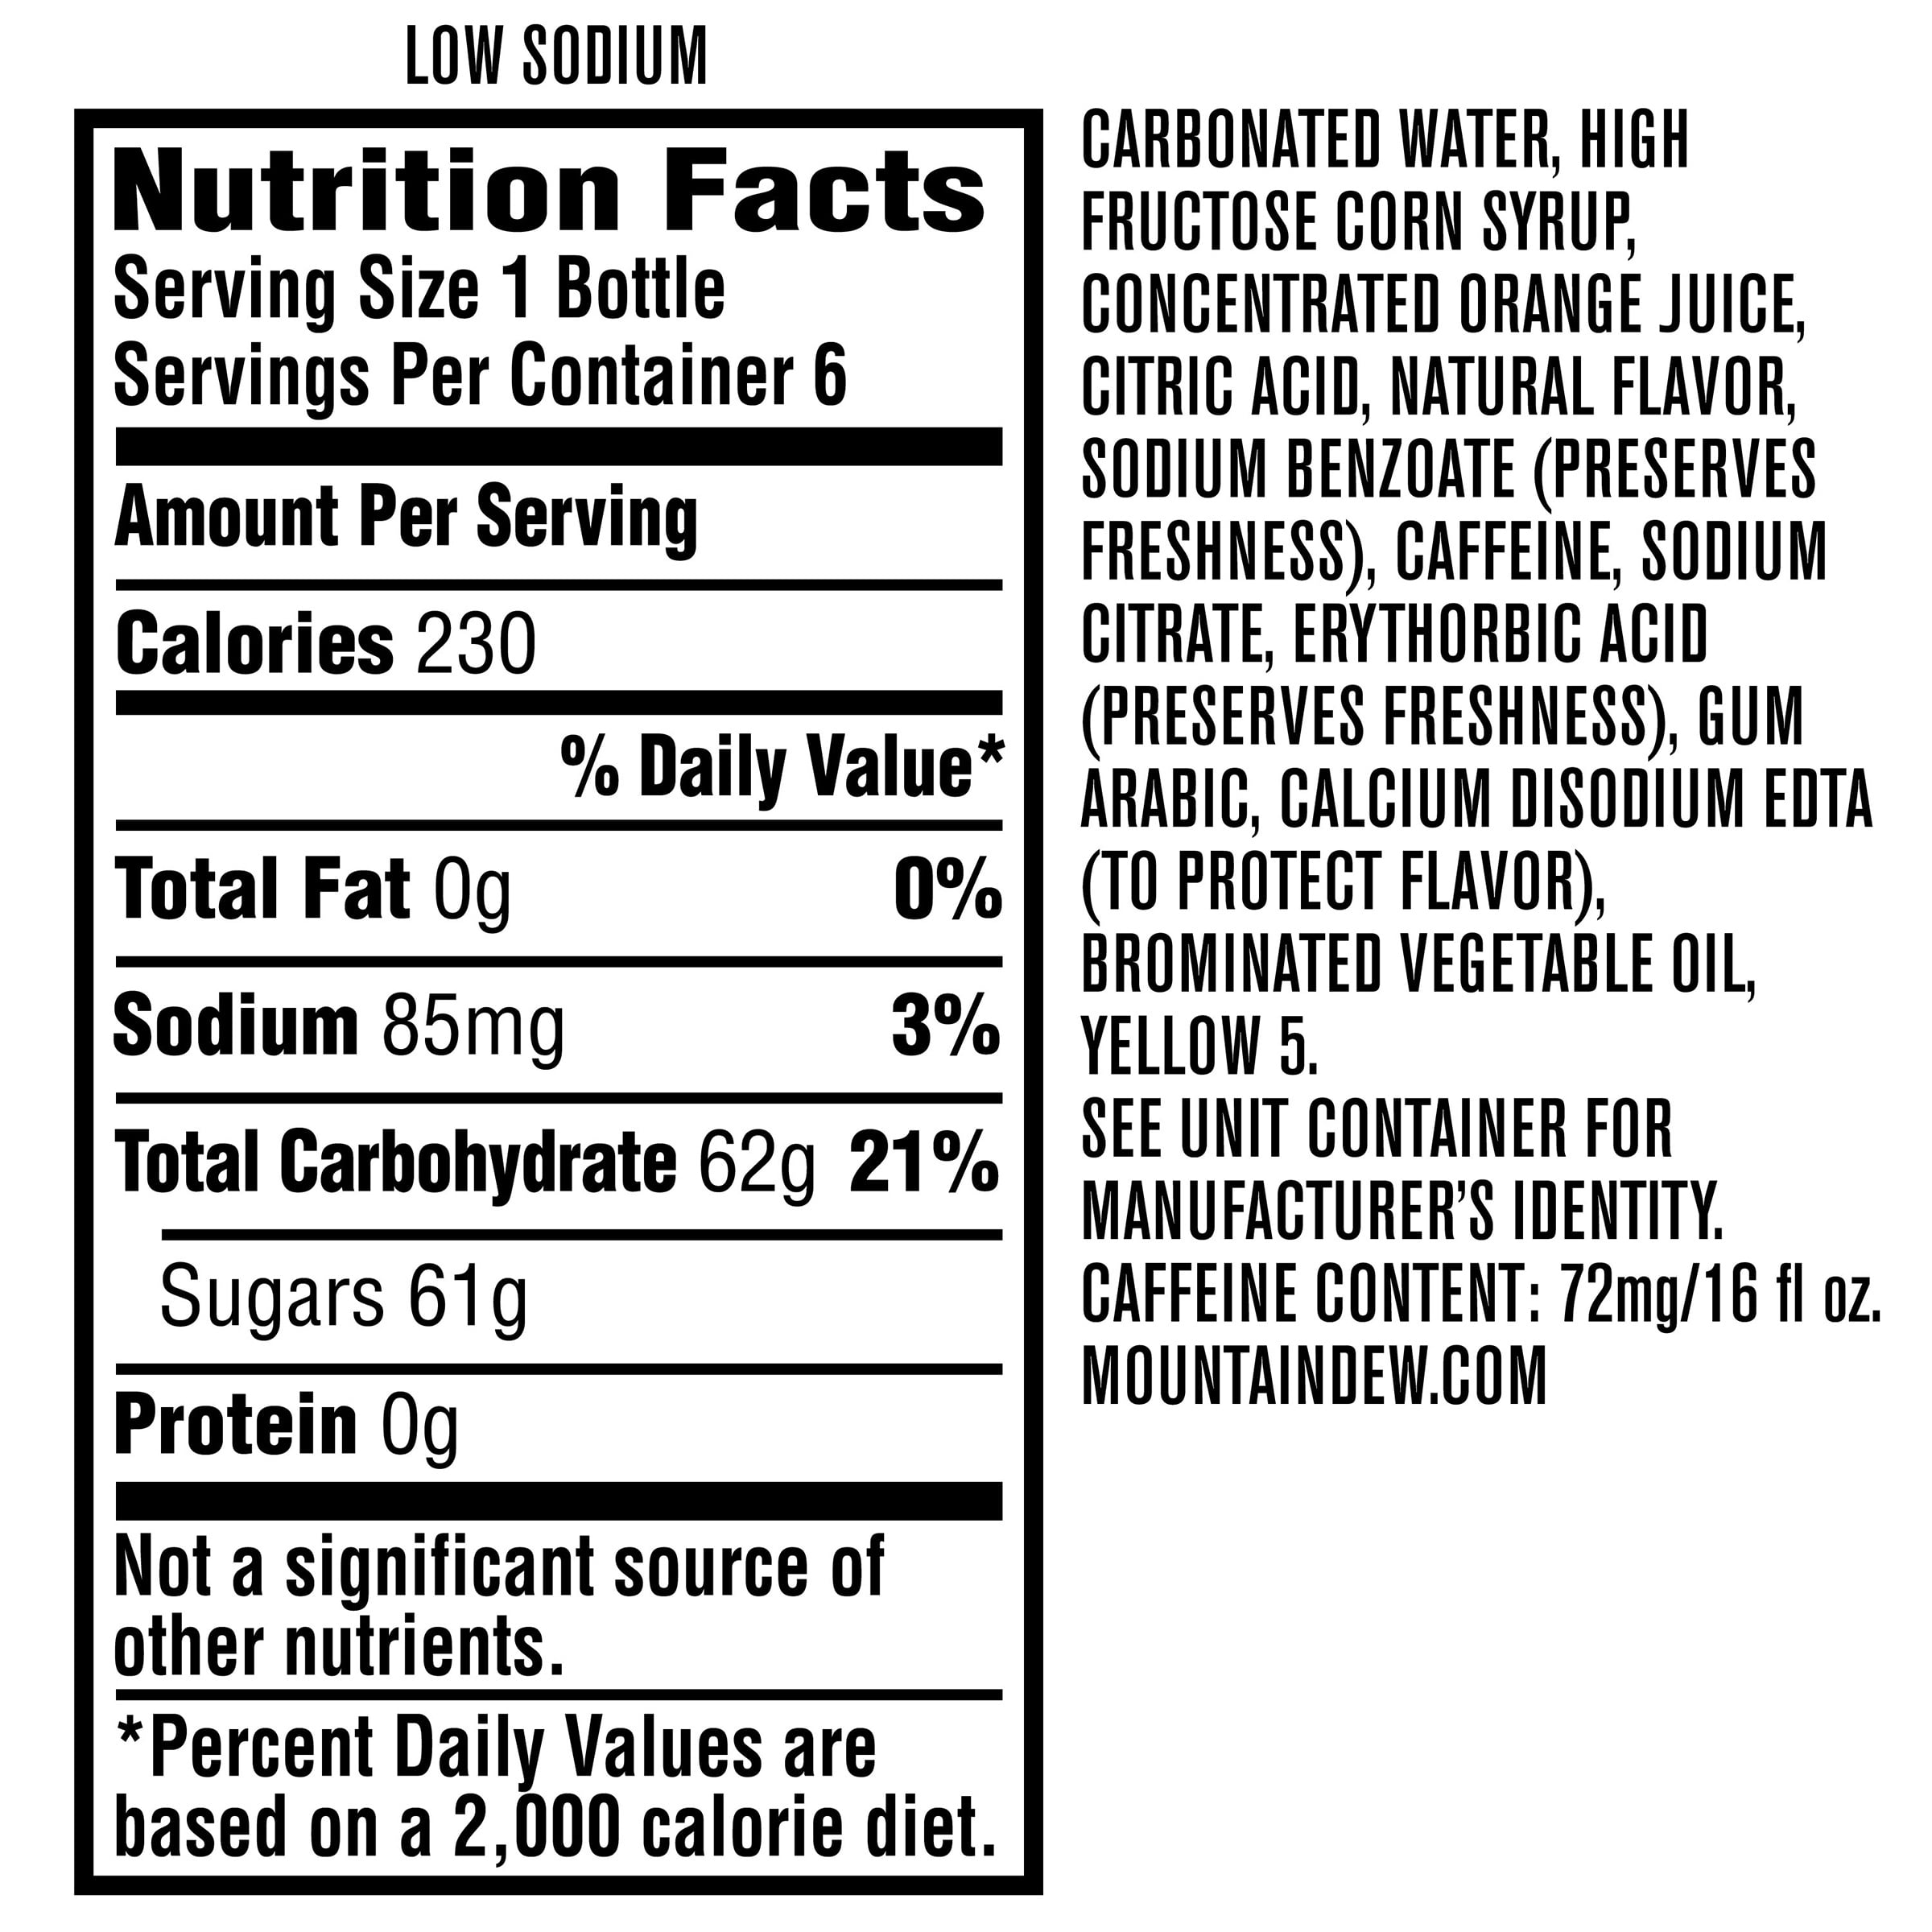 LOW SODIUM
Nutrition Facts
Serving Size 1 Bottle
Servings Per Container 6
Amount Per Serving
Calories 230
% Daily Value*
Total Fat 0g 0%
Sodium 85mg 3%
Total Carbohydrate 62g 21%
Sugars 61g
Protein 0g
Not a significant source of
other nutrients.
*Percent Daily Values are
based on a 2,000 calorie diet.
CARBONATED WATER, HIGH
FRUCTOSE CORN SYRUP,
CONCENTRATED ORANGE JUICE,
CITRIC ACID, NATURAL FLAVOR,
SODIUM BENZOATE (PRESERVES
FRESHNESS), CAFFEINE, SODIUM
CITRATE, ERYTHORBIC ACID
(PRESERVES FRESHNESS), GUM
ARABIC, CALCIUM DISODIUM EDTA
(TO PROTECT FLAVOR),
BROMINATED VEGETABLE OIL,
YELLOW 5.
SEE UNIT CONTAINER FOR
MANUFACTURER’S IDENTITY.
CAFFEINE CONTENT: 72mg/16 fl oz.
MOUNTAINDEW.COM